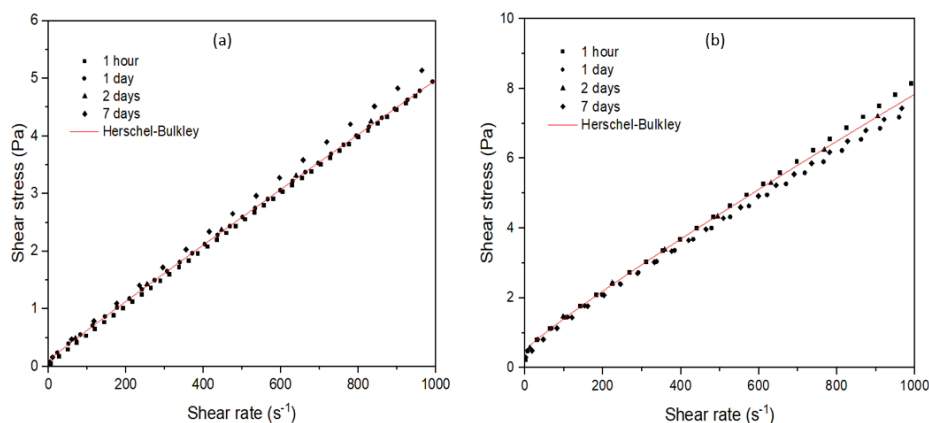 (a)
6
5
4
3
2
1
0
1 hour
1 day
2 days
7 days
Herschel-Bulkley
Shear stress (Pa)
0 200 400 600 800 1000
Shear rate (s⁻¹)
(b)
10
8
6
4
2
0
1 hour
1 day
2 days
7 days
Herschel-Bulkley
Shear stress (Pa)
0 200 400 600 800 1000
Shear rate (s⁻¹)